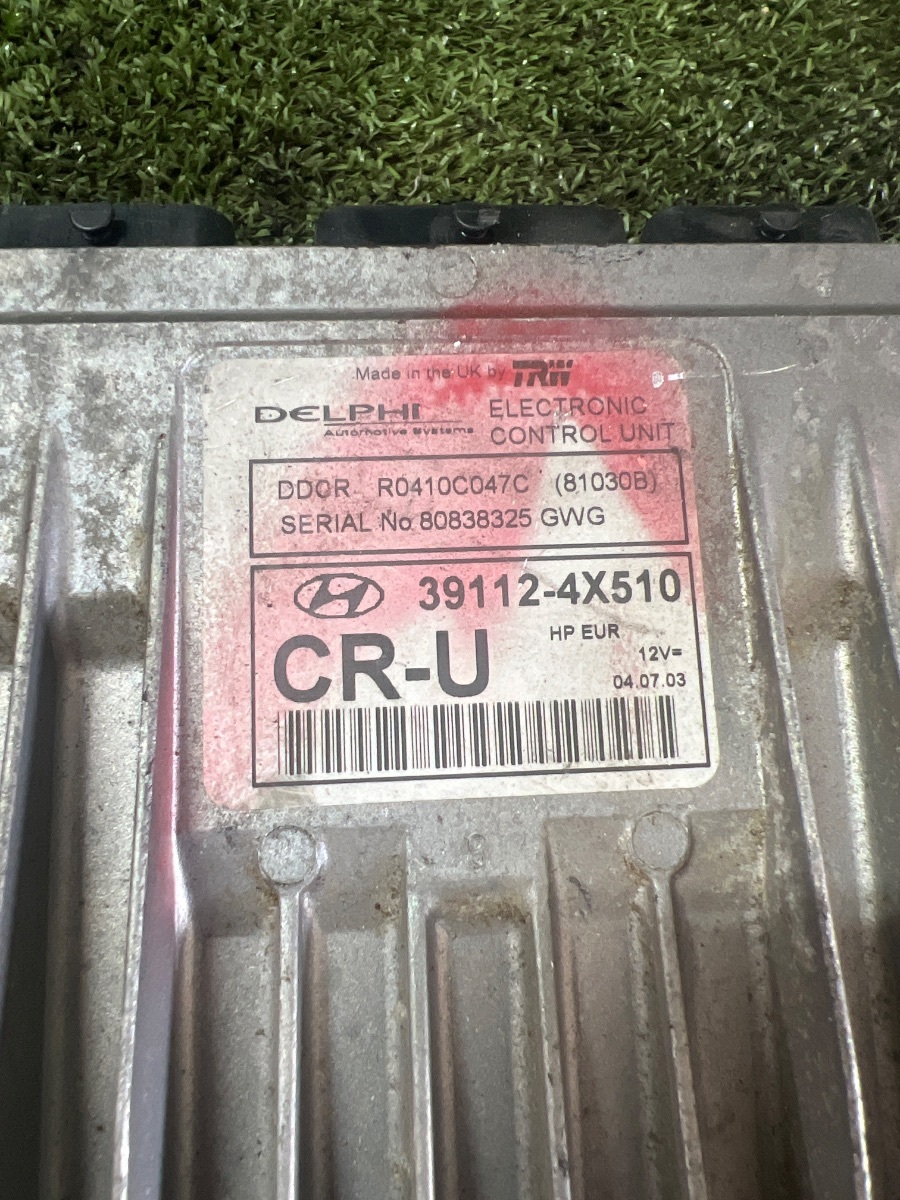 Made in the UK by TRW
DELPHI
Automotive Systems
ELECTRONIC
CONTROL UNIT
DDCR R0410C047C (81030B)
SERIAL No 80838325 GWG
39112-4X510
CR-U
HP EUR
12V=
04.07.03